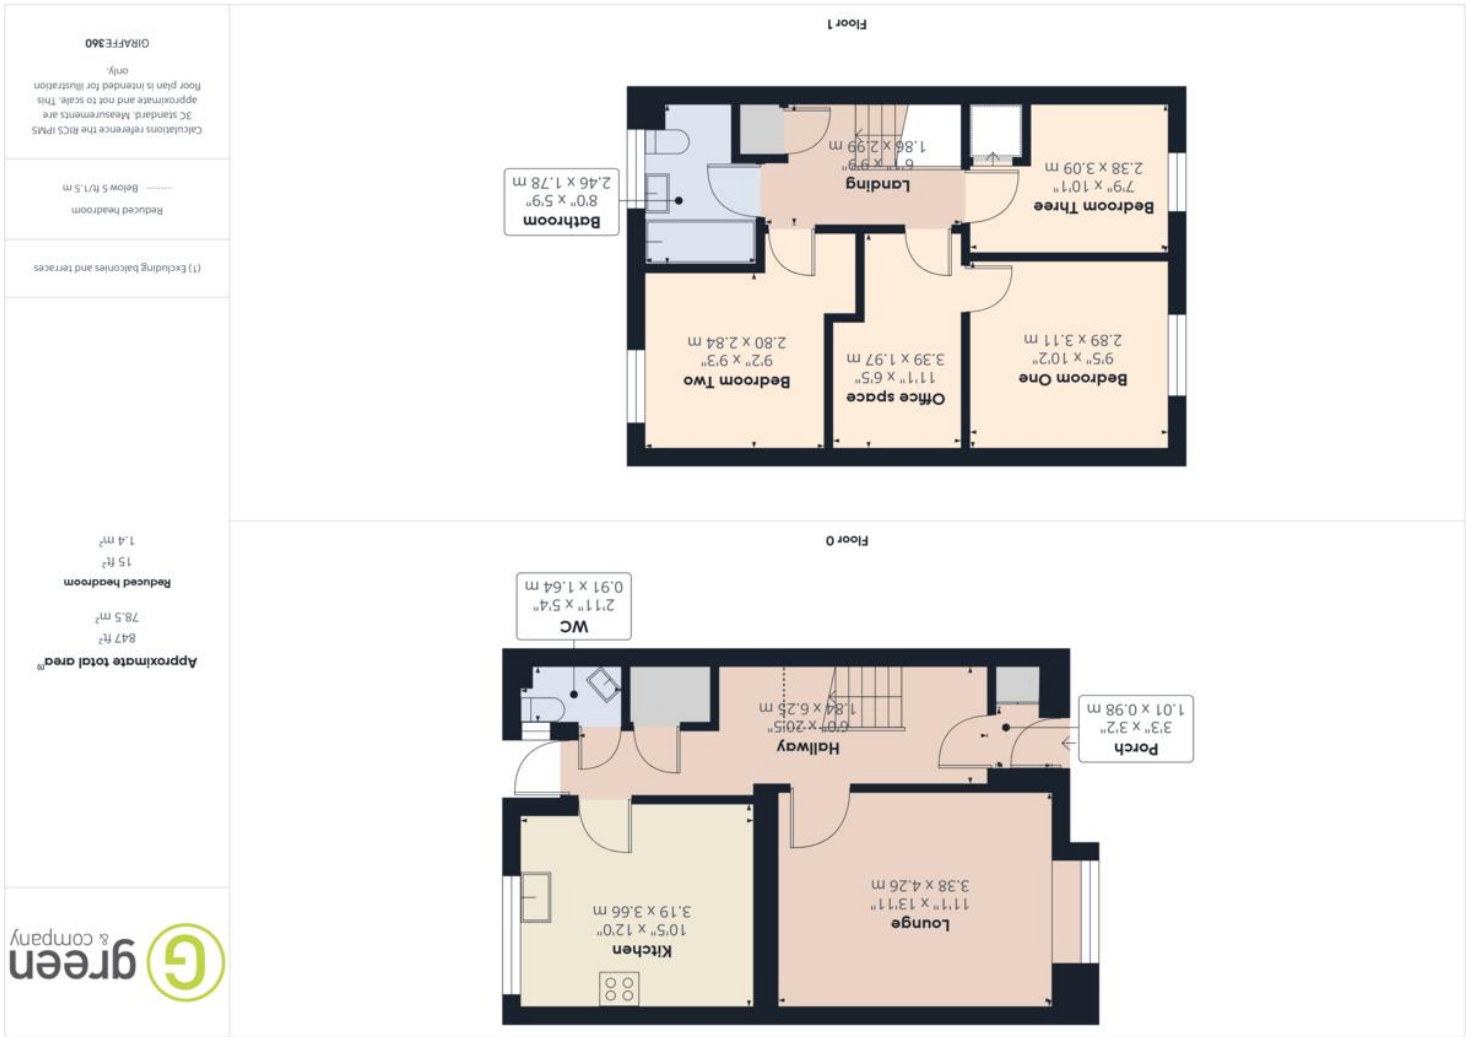 green
& company
Approximate total area(1)
847 ft²
78.5 m²
Reduced headroom
15 ft²
1.4 m²
(1) Excluding balconies and terraces
Reduced headroom
Below 5 ft/1.5 m
Calculations reference the RICS IPMS
3C standard. Measurements are
approximate and not to scale. This
floor plan is intended for illustration
only.
GIRAFFE360
Lounge
11'1" x 13'11"
3.38 x 4.26 m
Kitchen
10'5" x 12'0"
3.19 x 3.66 m
Porch
3'3" x 3'2"
1.01 x 0.98 m
Hallway
6'0" x 20'5"
1.84 x 6.25 m
WC
2'11" x 5'4"
0.91 x 1.64 m
Floor 0
Bedroom One
9'5" x 10'2"
2.89 x 3.11 m
Office space
11'1" x 6'5"
3.39 x 1.97 m
Bedroom Two
9'2" x 9'3"
2.80 x 2.84 m
Bedroom Three
7'9" x 10'1"
2.38 x 3.09 m
Landing
6'1" x 9'9"
1.86 x 2.99 m
Bathroom
8'0" x 5'9"
2.46 x 1.78 m
Floor 1